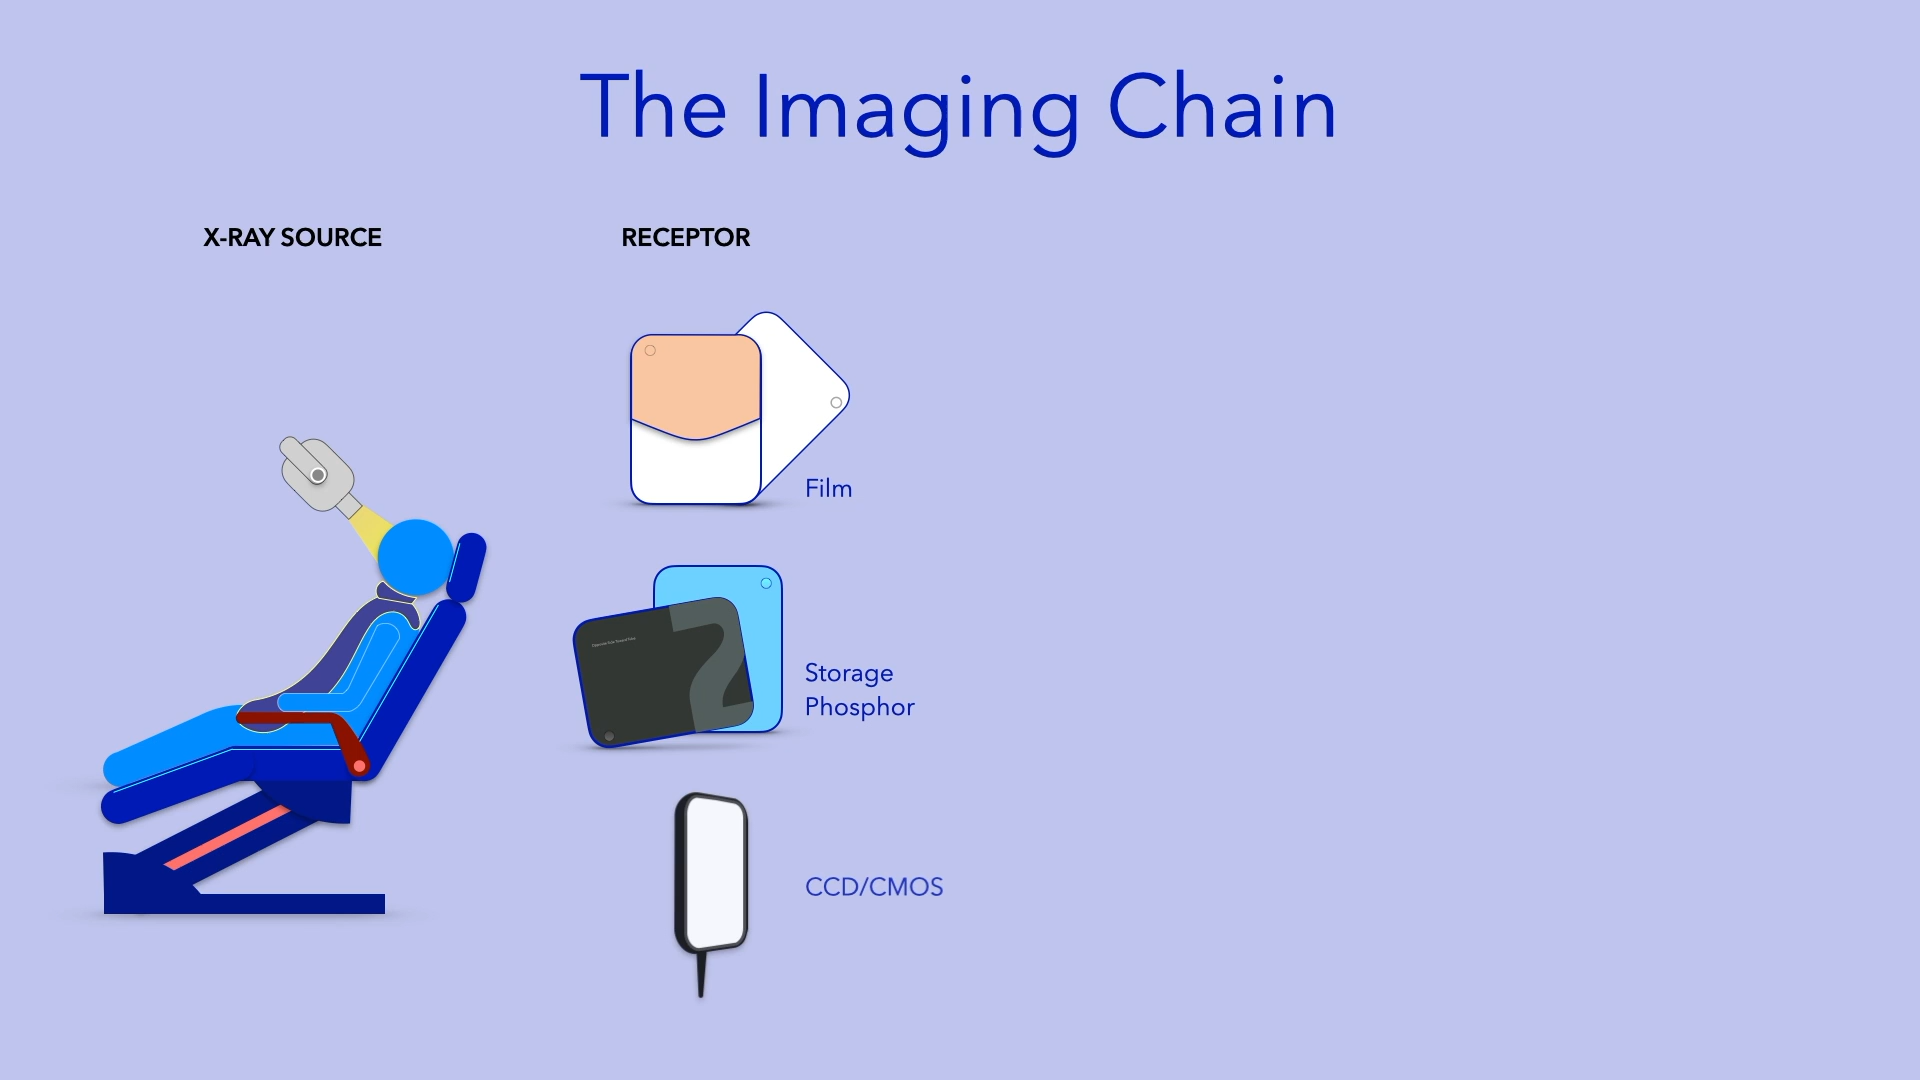 The Imaging Chain
X-RAY SOURCE
RECEPTOR
Film
Storage
Phosphor
CCD/CMOS